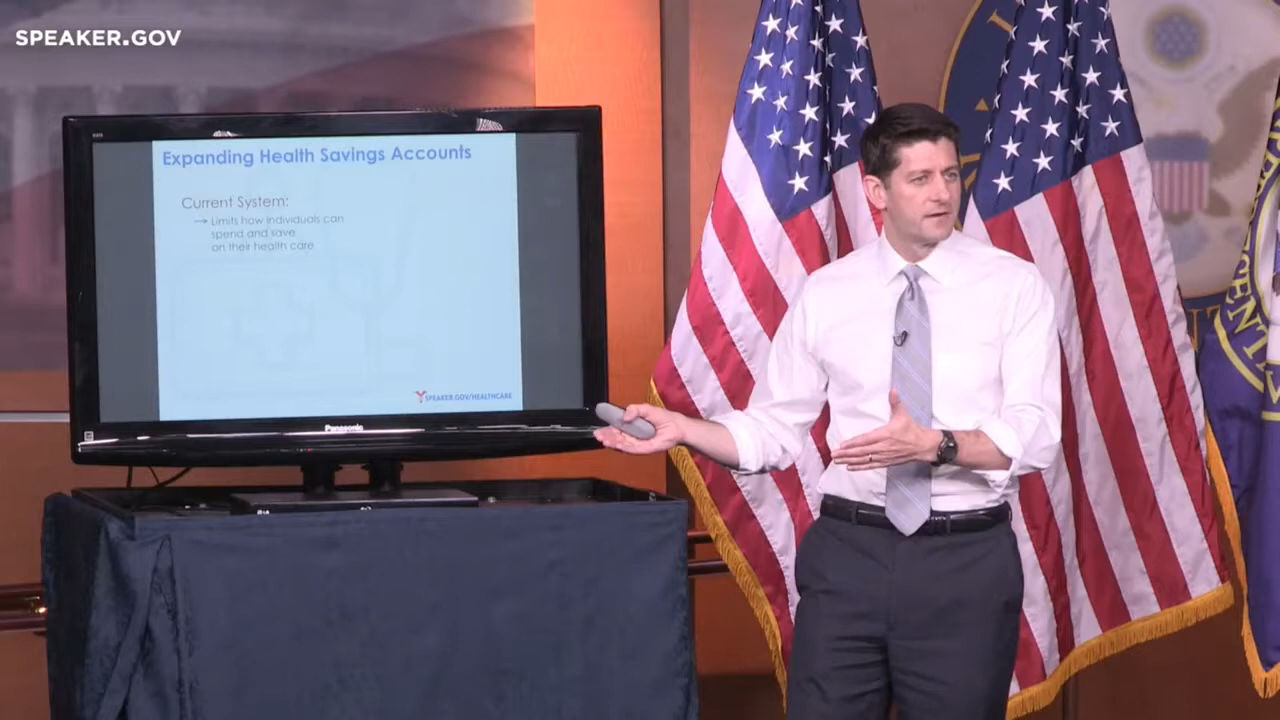 SPEAKER.GOV
Expanding Health Savings Accounts
Current System:
→ Limits how individuals can
spend and save
on their health care
SPEAKER.GOV/HEALTHCARE
Panasonic